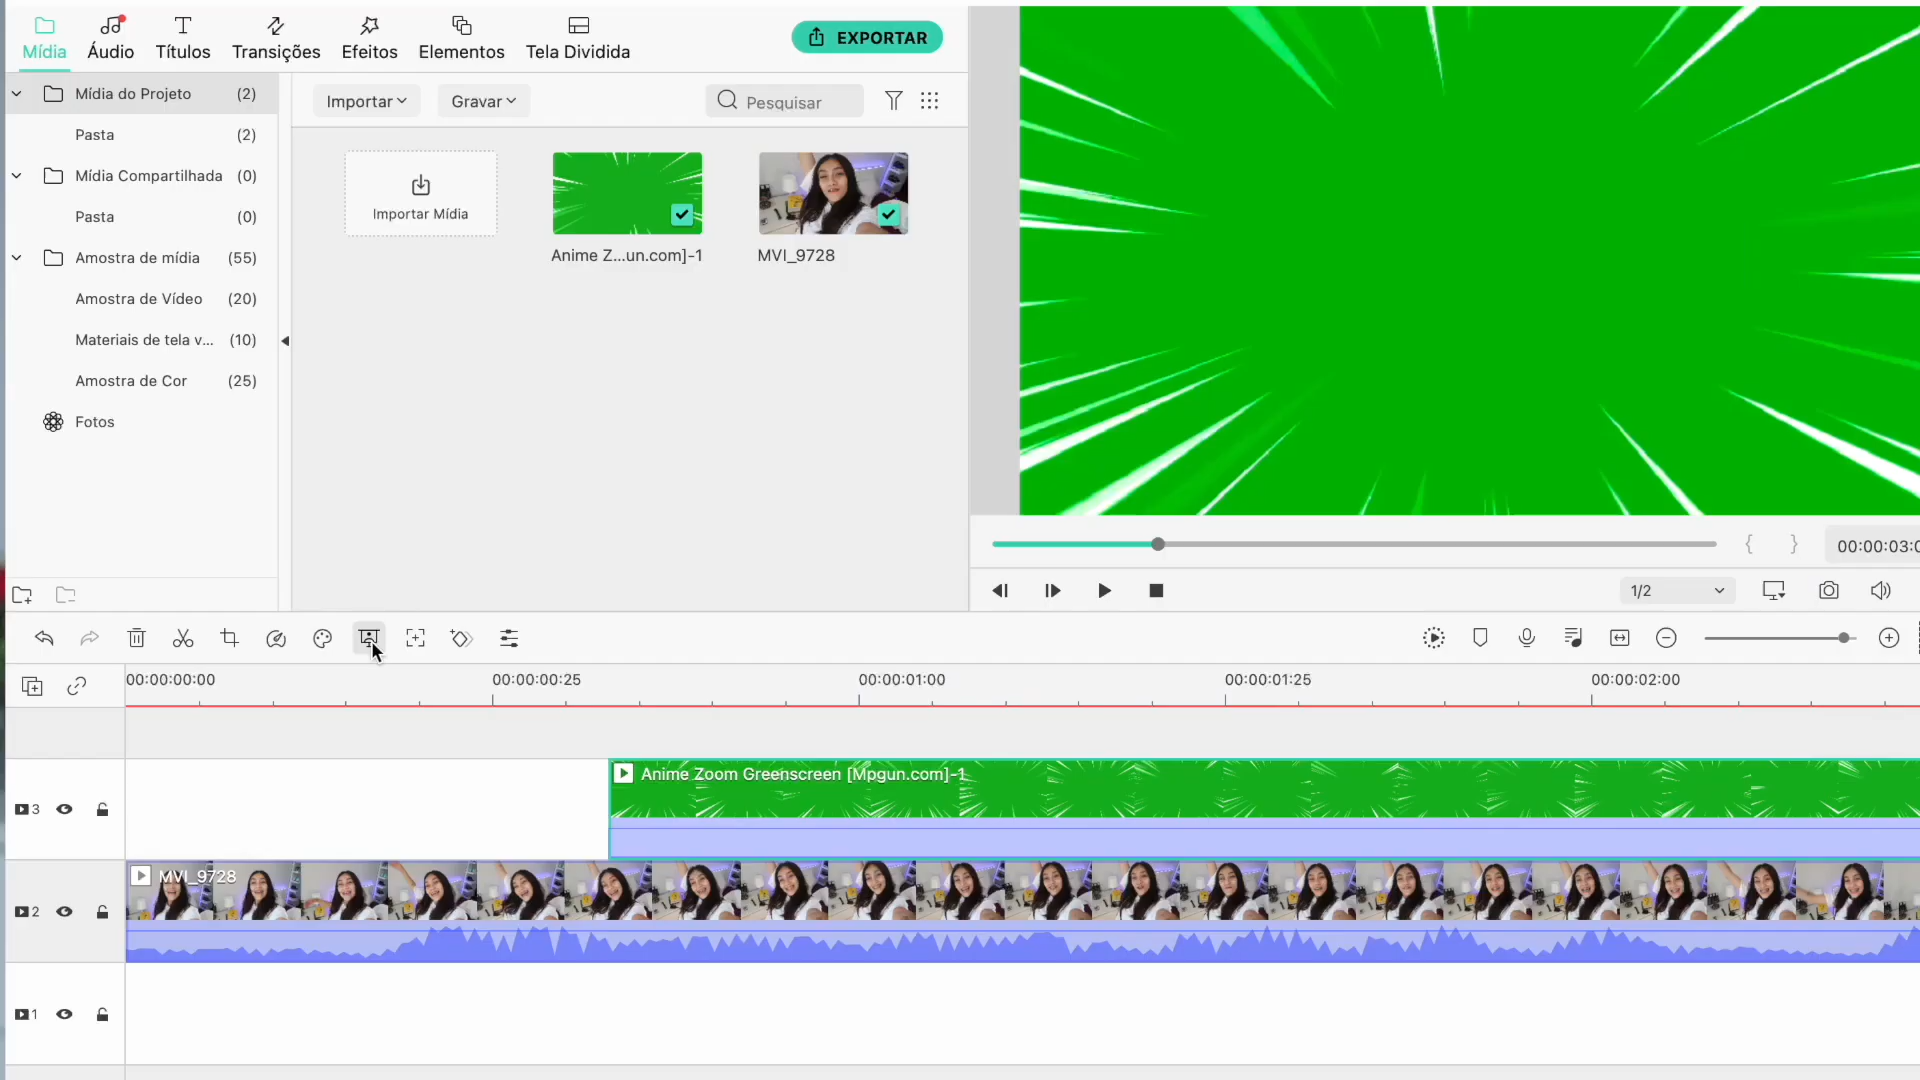 Mídia
Áudio
Títulos
Transições
Efeitos
Elementos
Tela Dividida
EXPORTAR
Mídia do Projeto (2)
Pasta (2)
Mídia Compartilhada (0)
Pasta (0)
Amostra de mídia (55)
Amostra de Vídeo (20)
Materiais de tela v... (10)
Amostra de Cor (25)
Fotos
Importar
Gravar
Pesquisar
Importar Mídia
Anime Z...un.com]-1
MVI_9728
00:00:03:0
1/2
00:00:00:00
00:00:00:25
00:00:01:00
00:00:01:25
00:00:02:00
3
Anime Zoom Greenscreen [Mpgun.com]-1
2
MVI_9728
1